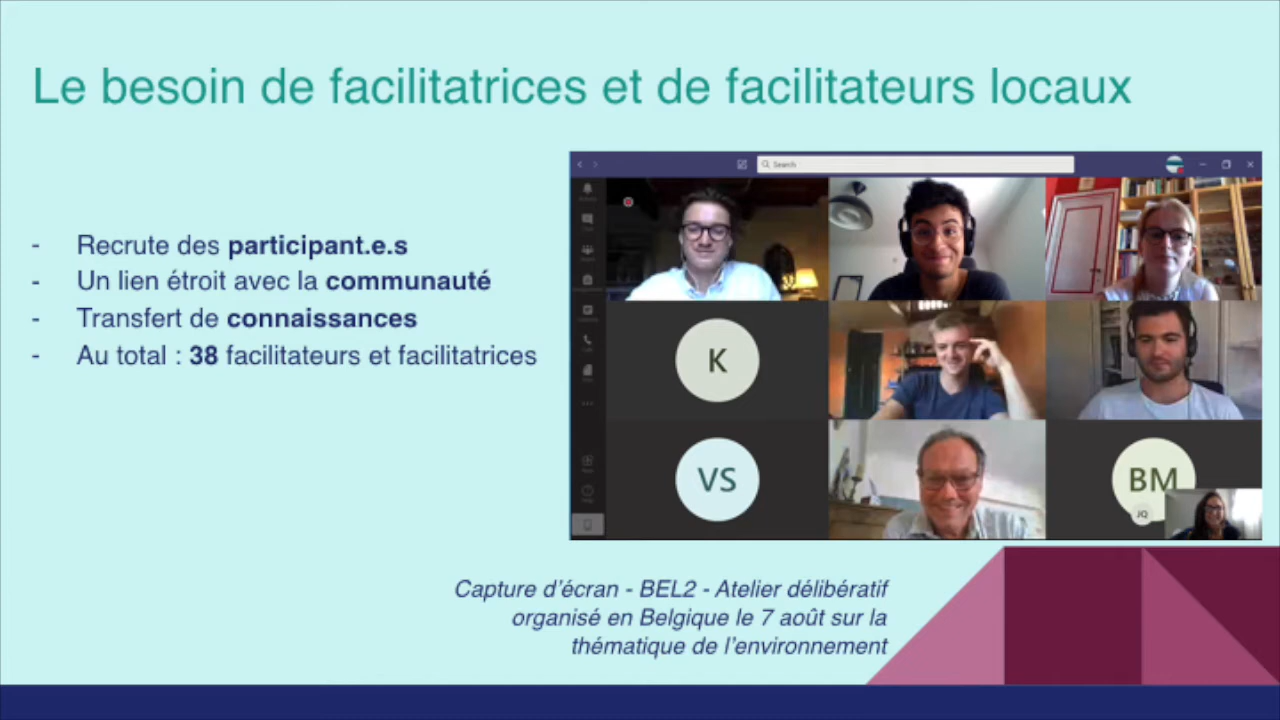 Le besoin de facilitatrices et de facilitateurs locaux
- Recrute des participant.e.s
- Un lien étroit avec la communauté
- Transfert de connaissances
- Au total : 38 facilitateurs et facilitatrices
Search
K
VS
BM
JQ
Capture d'écran - BEL2 - Atelier délibératif
organisé en Belgique le 7 août sur la
thématique de l'environnement